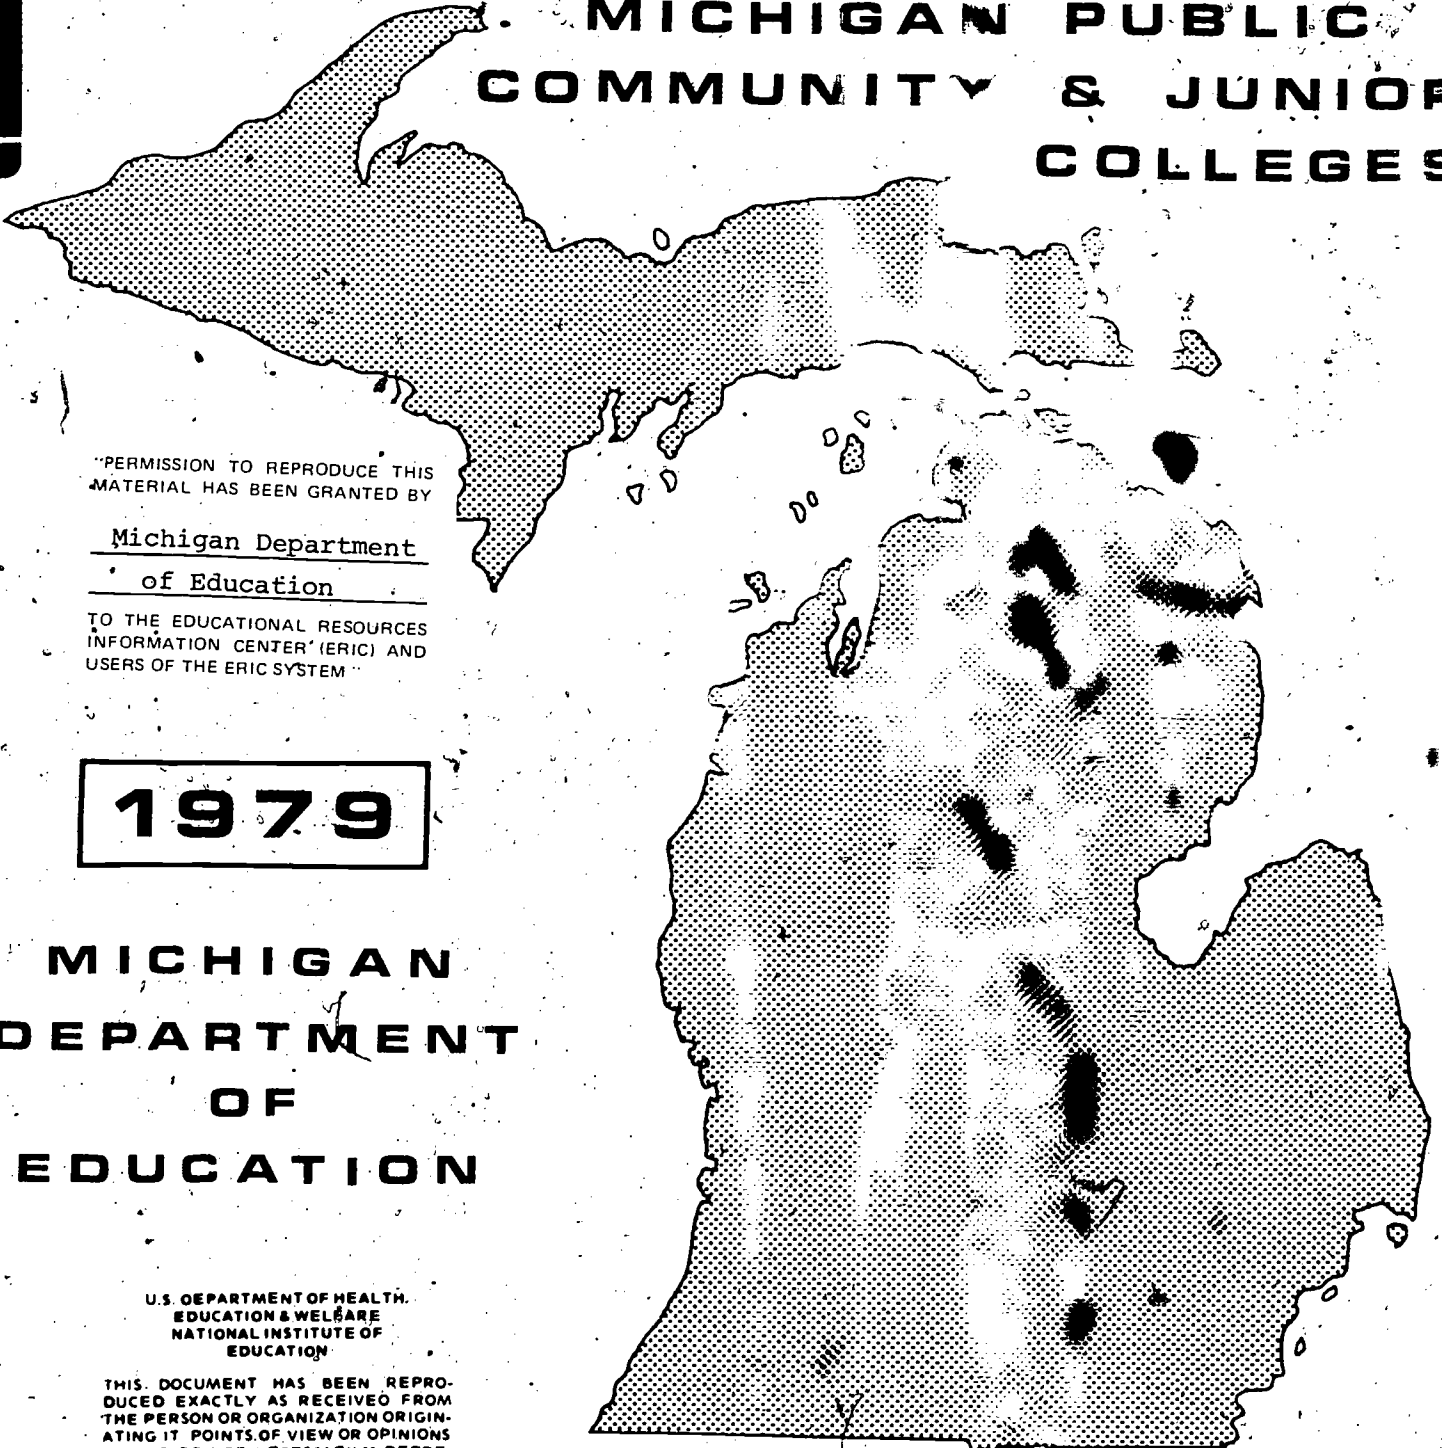 MICHIGAN PUBLIC
COMMUNITY & JUNIOR
COLLEGES
"PERMISSION TO REPRODUCE THIS
MATERIAL HAS BEEN GRANTED BY
Michigan Department
of Education
TO THE EDUCATIONAL RESOURCES
INFORMATION CENTER (ERIC) AND
USERS OF THE ERIC SYSTEM"
1979
MICHIGAN
DEPARTMENT
OF
EDUCATION
U.S. DEPARTMENT OF HEALTH,
EDUCATION & WELFARE
NATIONAL INSTITUTE OF
EDUCATION
THIS DOCUMENT HAS BEEN REPRO-
DUCED EXACTLY AS RECEIVED FROM
THE PERSON OR ORGANIZATION ORIGIN-
ATING IT POINTS OF VIEW OR OPINIONS